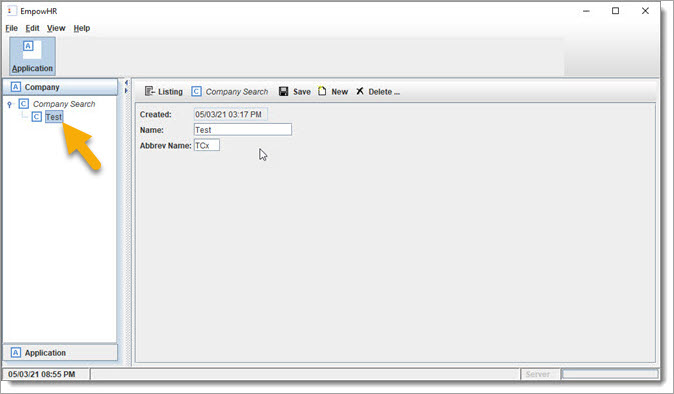 EmpowHR
File Edit View Help
A
Application
A Company
C Company Search
C Test
Listing C Company Search Save New Delete ...
Created: 05/03/21 03:17 PM
Name: Test
Abbrev Name: TCx
A Application
05/03/21 08:55 PM Server